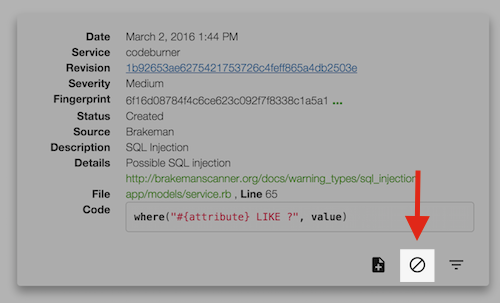 Date March 2, 2016 1:44 PM
Service codeburner
Revision 1b92653ae6275421753726c4feff865a4db2503e
Severity Medium
Fingerprint 6f16d08784f4c6ce623c092f7f8338c1a5a1 ...
Status Created
Source Brakeman
Description SQL Injection
Details Possible SQL injection
http://brakemanscanner.org/docs/warning_types/sql_injection
File app/models/service.rb , Line 65
Code where("#{attribute} LIKE ?", value)